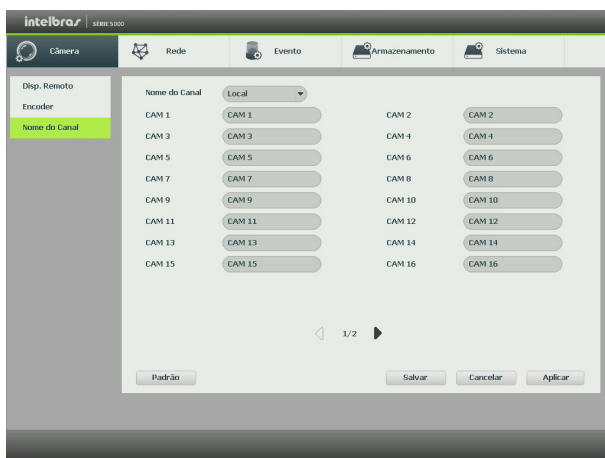 intelbras SÉRIE 5000
Câmera Rede Evento Armazenamento Sistema
Disp. Remoto
Encoder
Nome do Canal
Nome do Canal Local
CAM 1 CAM 1 CAM 2 CAM 2
CAM 3 CAM 3 CAM 4 CAM 4
CAM 5 CAM 5 CAM 6 CAM 6
CAM 7 CAM 7 CAM 8 CAM 8
CAM 9 CAM 9 CAM 10 CAM 10
CAM 11 CAM 11 CAM 12 CAM 12
CAM 13 CAM 13 CAM 14 CAM 14
CAM 15 CAM 15 CAM 16 CAM 16
1/2
Padrão Salvar Cancelar Aplicar